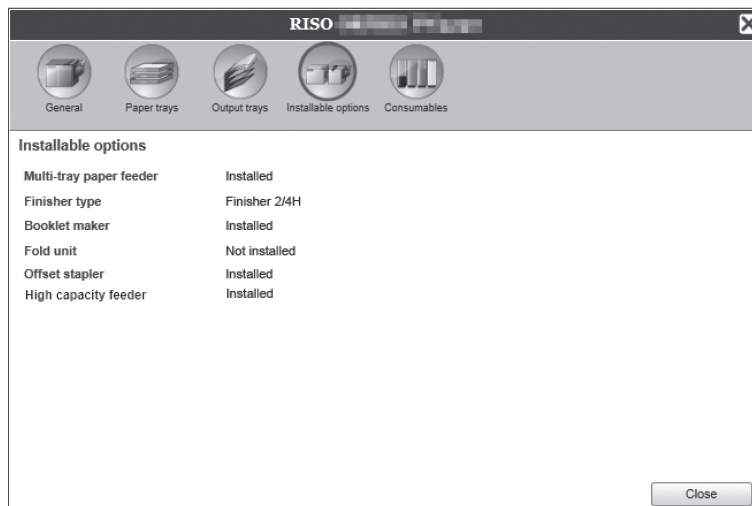 RISO
General Paper trays Output trays Installable options Consumables
Installable options
Multi-tray paper feeder Installed
Finisher type Finisher 2/4H
Booklet maker Installed
Fold unit Not installed
Offset stapler Installed
High capacity feeder Installed
Close